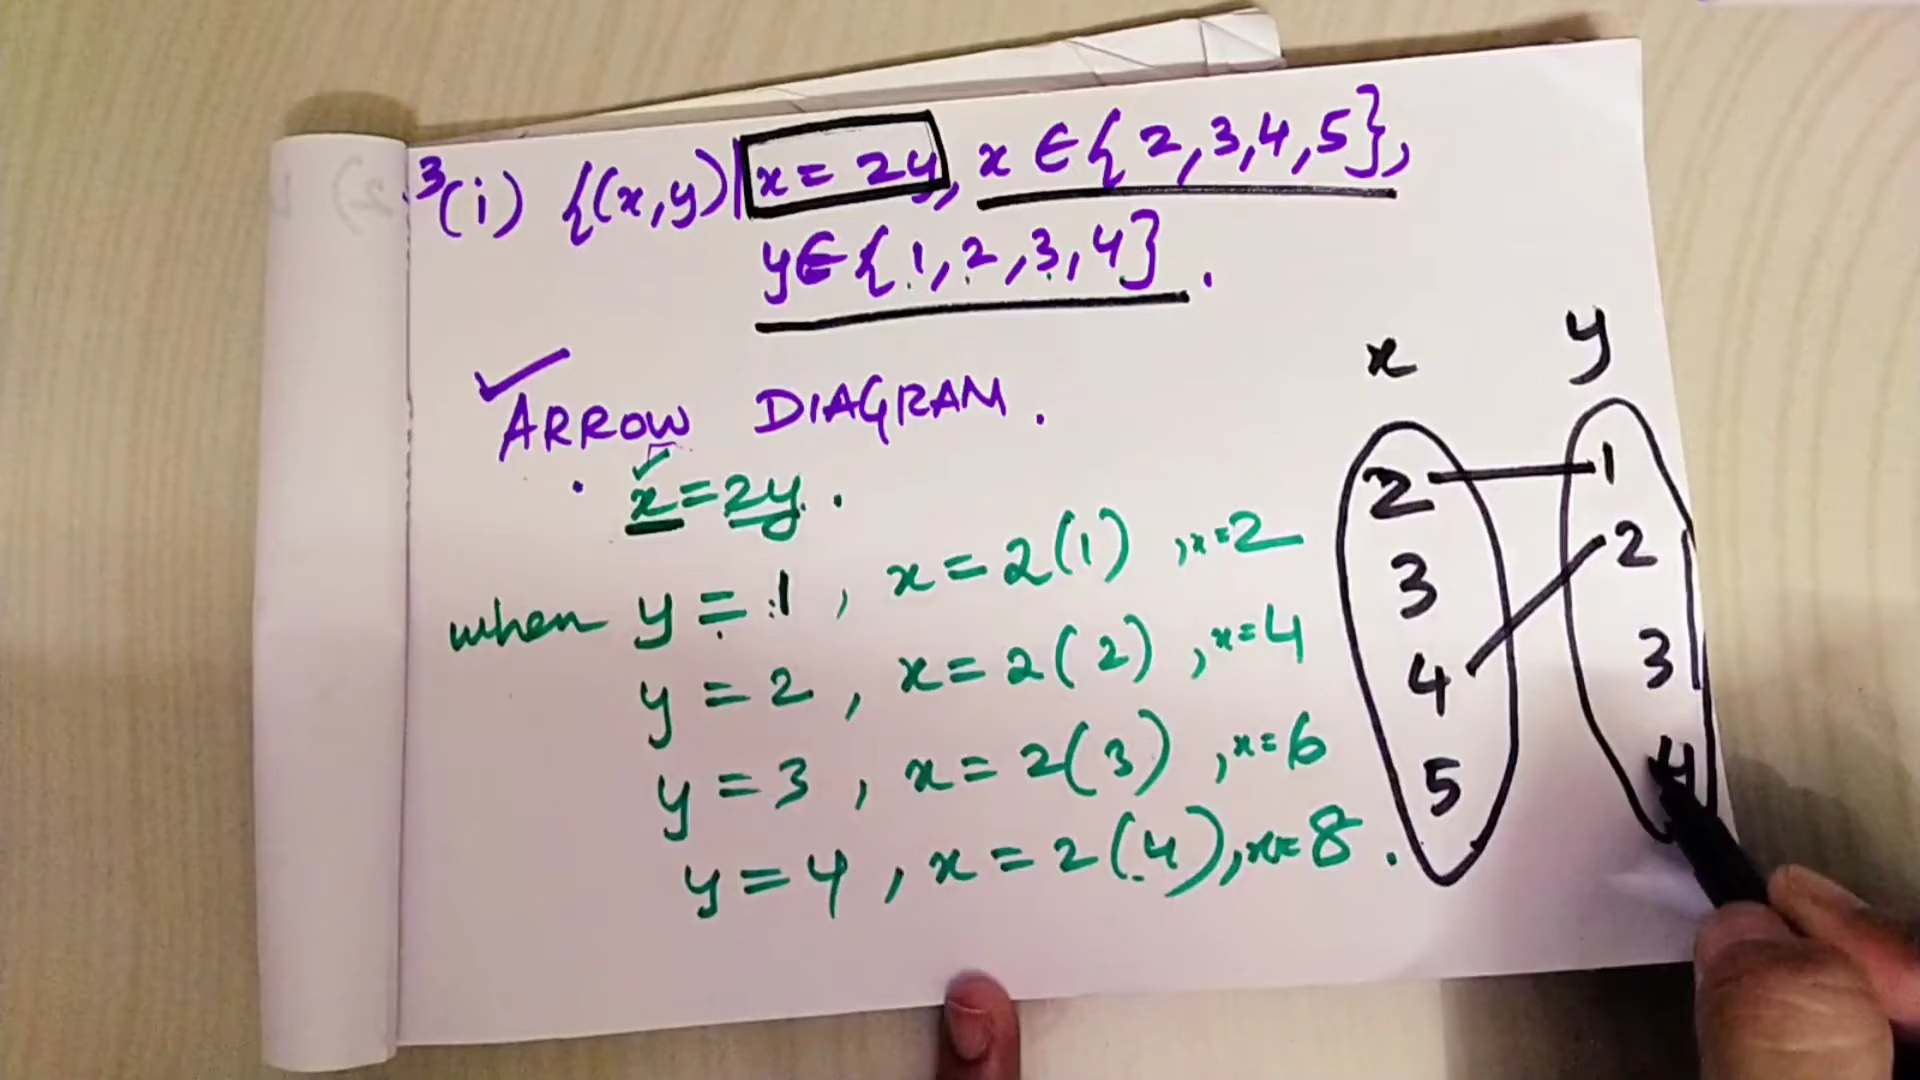 3(i) {(x,y)|x=2y, x∈{2,3,4,5},
y∈{1,2,3,4}.
ARROW DIAGRAM.
x=2y.
when y=1, x=2(1), x=2
y=2, x=2(2), x=4
y=3, x=2(3), x=6
y=4, x=2(4), x=8.
x y
2 1
3 2
4 3
5 4